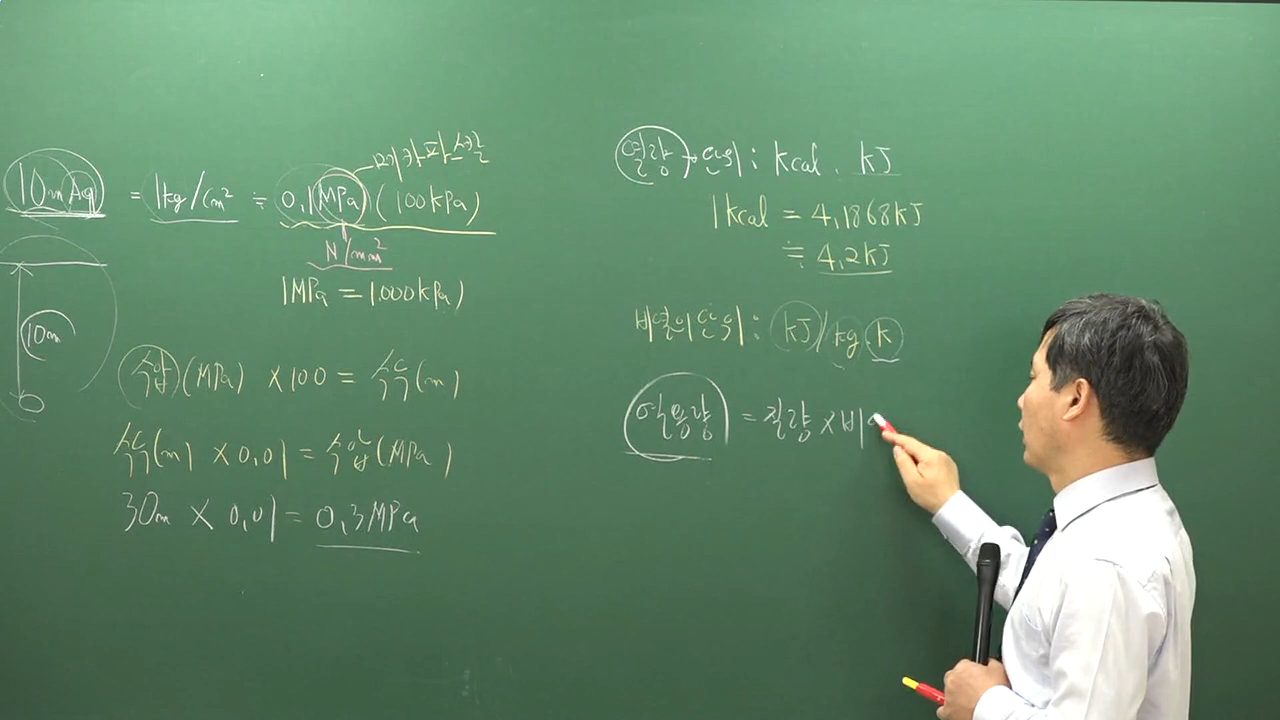 메가파스칼
10mAq = 1kg/cm² ≒ 0,1MPa (100kPa)
N/mm²
1MPa = 1,000kPa)
10m
수압(MPa) ×100 = 수두(m)
수두(m) ×0,01 = 수압(MPa)
30m × 0,01 = 0,3MPa
열량 단위 : kcal, kJ
1kcal = 4,1868kJ
≒ 4,2kJ
비열의 단위 : kJ/kg k
열용량 = 질량 × 비